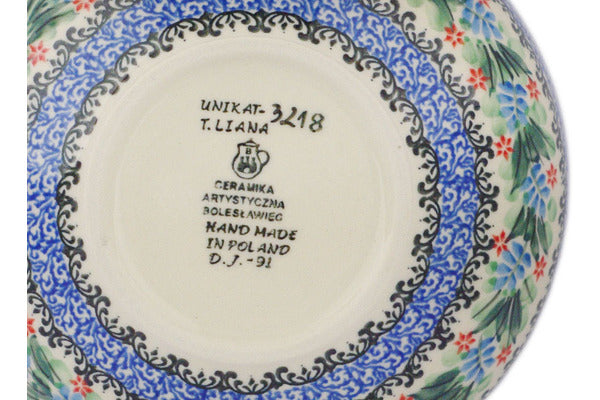 UNIKAT-3218
T. LIANA
B
CERAMIKA
ARTYSTYCZNA
BOLESŁAWIEC
HAND MADE
IN POLAND
D.J.-91